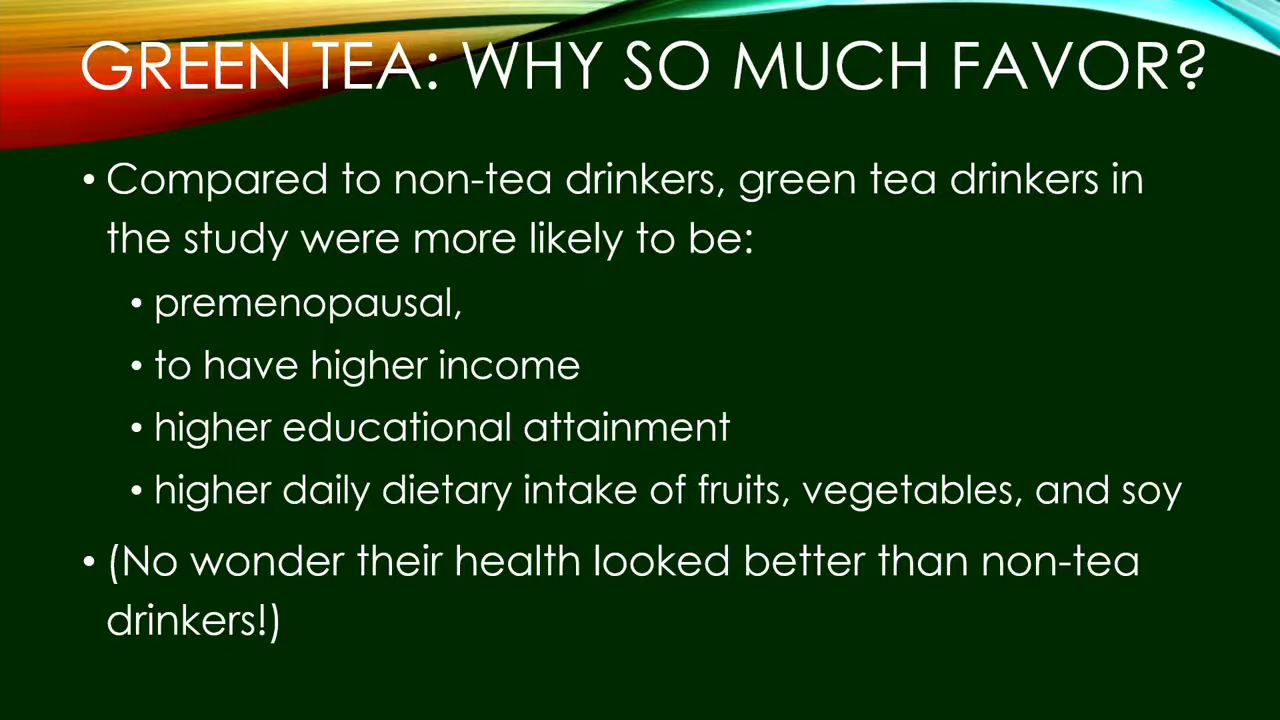 GREEN TEA: WHY SO MUCH FAVOR?
• Compared to non-tea drinkers, green tea drinkers in
the study were more likely to be:
• premenopausal,
• to have higher income
• higher educational attainment
• higher daily dietary intake of fruits, vegetables, and soy
• (No wonder their health looked better than non-tea
drinkers!)